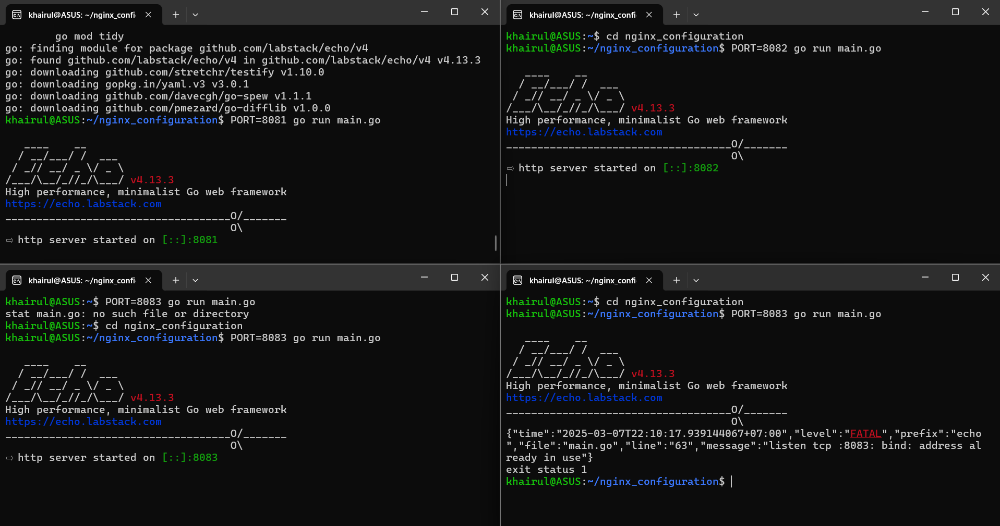 khairul@ASUS: ~/nginx_confi
        go mod tidy
go: finding module for package github.com/labstack/echo/v4
go: found github.com/labstack/echo/v4 in github.com/labstack/echo/v4 v4.13.3
go: downloading github.com/stretchr/testify v1.10.0
go: downloading gopkg.in/yaml.v3 v3.0.1
go: downloading github.com/davecgh/go-spew v1.1.1
go: downloading github.com/pmezard/go-difflib v1.0.0
khairul@ASUS:~/nginx_configuration$ PORT=8081 go run main.go
   ____    __
  / __/___/ /  ___
 / _// __/ _ \/ _ \
/___/\__/_//_/\___/ v4.13.3
High performance, minimalist Go web framework
https://echo.labstack.com
____________________________________O/_______
                                    O\
⇨ http server started on [::]:8081
khairul@ASUS: ~/nginx_confi
khairul@ASUS:~$ cd nginx_configuration
khairul@ASUS:~/nginx_configuration$ PORT=8082 go run main.go
   ____    __
  / __/___/ /  ___
 / _// __/ _ \/ _ \
/___/\__/_//_/\___/ v4.13.3
High performance, minimalist Go web framework
https://echo.labstack.com
____________________________________O/_______
                                    O\
⇨ http server started on [::]:8082
khairul@ASUS: ~/nginx_confi
khairul@ASUS:~$ PORT=8083 go run main.go
stat main.go: no such file or directory
khairul@ASUS:~$ cd nginx_configuration
khairul@ASUS:~/nginx_configuration$ PORT=8083 go run main.go
   ____    __
  / __/___/ /  ___
 / _// __/ _ \/ _ \
/___/\__/_//_/\___/ v4.13.3
High performance, minimalist Go web framework
https://echo.labstack.com
____________________________________O/_______
                                    O\
⇨ http server started on [::]:8083
khairul@ASUS: ~/nginx_confi
khairul@ASUS:~$ cd nginx_configuration
khairul@ASUS:~/nginx_configuration$ PORT=8083 go run main.go
   ____    __
  / __/___/ /  ___
 / _// __/ _ \/ _ \
/___/\__/_//_/\___/ v4.13.3
High performance, minimalist Go web framework
https://echo.labstack.com
____________________________________O/_______
                                    O\
{"time":"2025-03-07T22:10:17.939144067+07:00","level":"FATAL","prefix":"echo
","file":"main.go","line":"63","message":"listen tcp :8083: bind: address al
ready in use"}
exit status 1
khairul@ASUS:~/nginx_configuration$